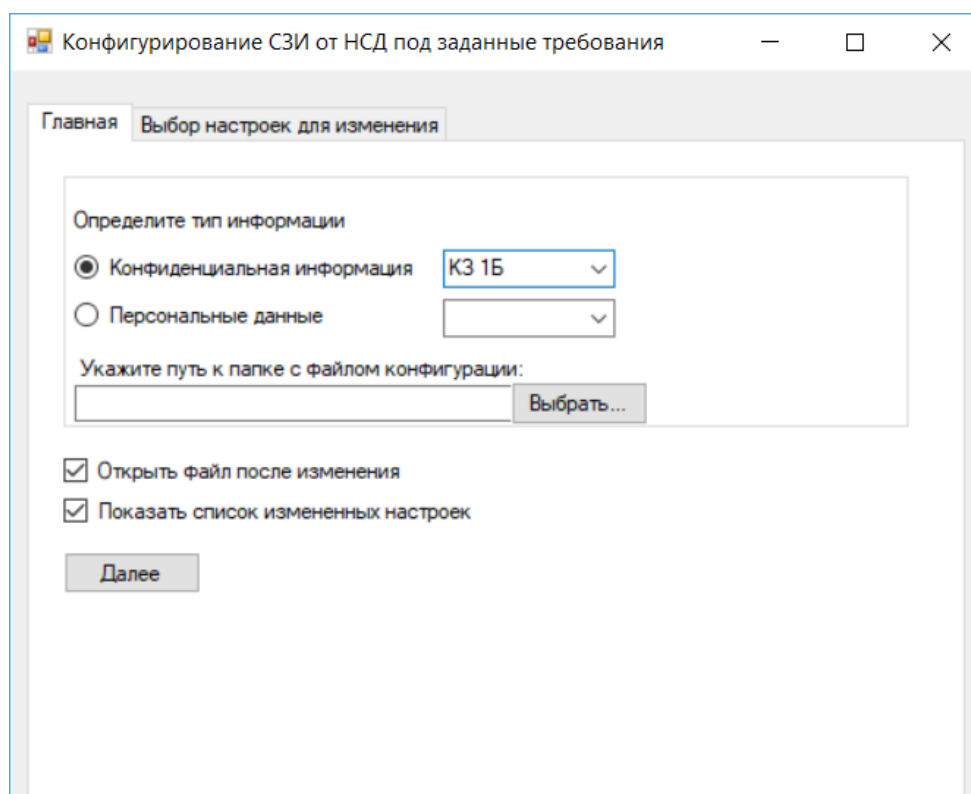 Конфигурирование СЗИ от НСД под заданные требования
Главная
Выбор настроек для изменения
Определите тип информации
Конфиденциальная информация
КЗ 1Б
Персональные данные
Укажите путь к папке с файлом конфигурации:
Выбрать...
Открыть файл после изменения
Показать список измененных настроек
Далее